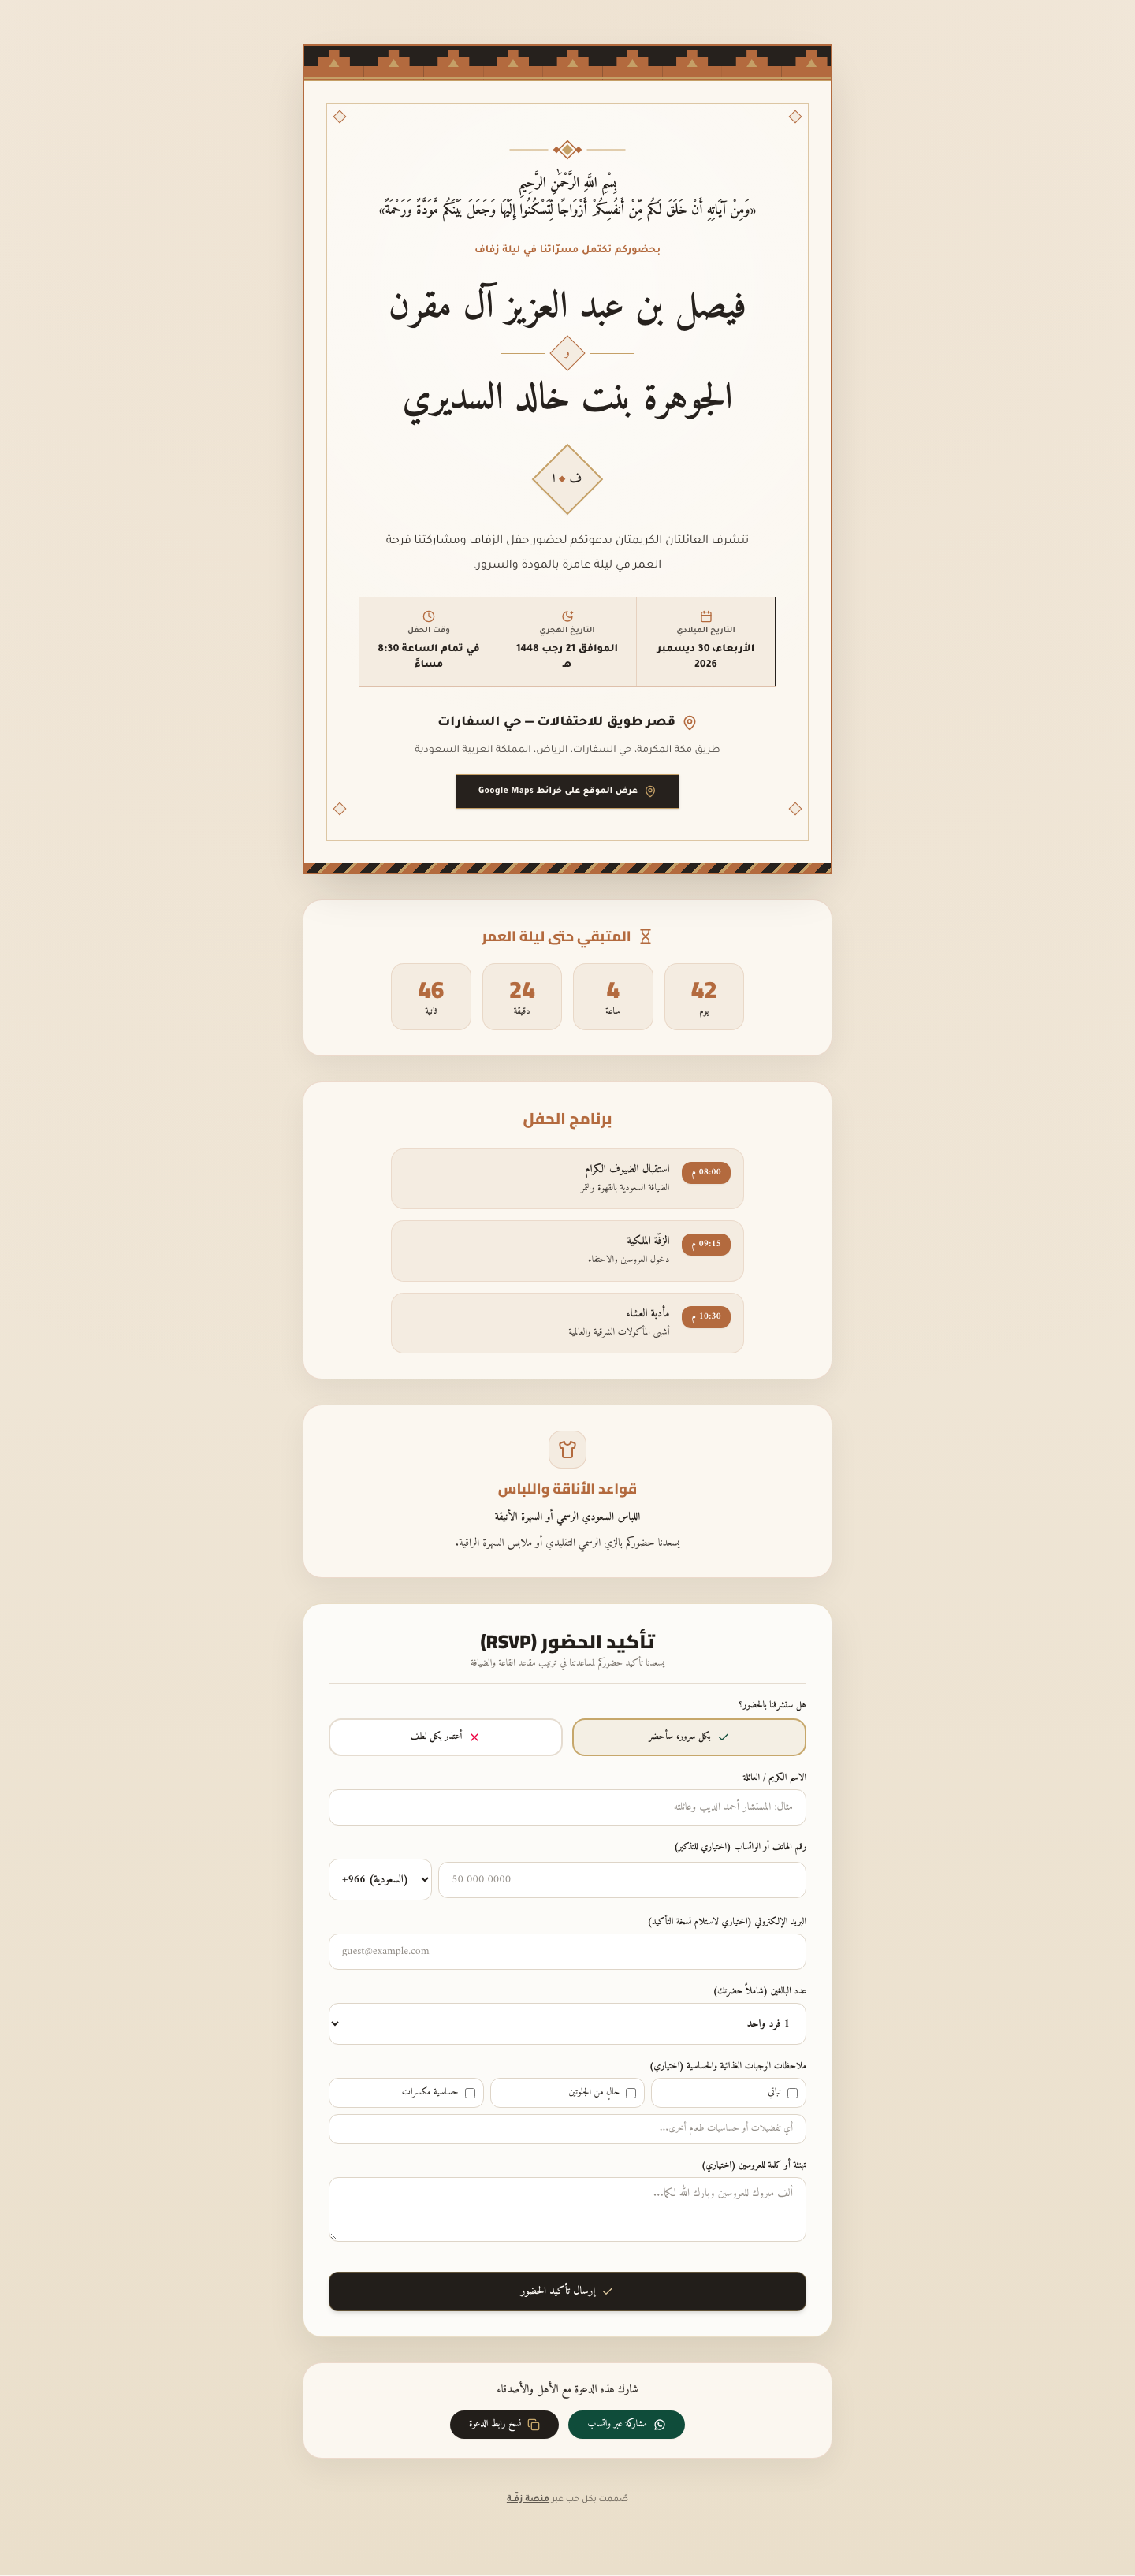 بِسْمِ اللَّهِ الرَّحْمَٰنِ الرَّحِيمِ
«وَمِنْ آيَاتِهِ أَنْ خَلَقَ لَكُم مِّنْ أَنفُسِكُمْ أَزْوَاجًا لِّتَسْكُنُوا إِلَيْهَا وَجَعَلَ بَيْنَكُم مَّوَدَّةً وَرَحْمَةً»
بحضوركم تكتمل مسرّاتنا في ليلة زفاف
فيصل بن عبد العزيز آل مقرن
و
الجوهرة بنت خالد السديري
ف ◆ ا
تتشرف العائلتان الكريمتان بدعوتكم لحضور حفل الزفاف ومشاركتنا فرحة
العمر في ليلة عامرة بالمودة والسرور.
التاريخ الميلادي
الأربعاء، 30 ديسمبر
2026
التاريخ الهجري
الموافق 21 رجب 1448
هـ
وقت الحفل
في تمام الساعة 8:30
مساءً
قصر طويق للاحتفالات – حي السفارات
طريق مكة المكرمة، حي السفارات، الرياض، المملكة العربية السعودية
عرض الموقع على خرائط Google Maps
المتبقي حتى ليلة العمر
42
يوم
4
ساعة
24
دقيقة
46
ثانية
برنامج الحفل
08:00 م
استقبال الضيوف الكرام
الضيافة السعودية بالقهوة والتمر
09:15 م
الزفّة الملكية
دخول العروسين والاحتفاء
10:30 م
مأدبة العشاء
أشهى المأكولات الشرقية والعالمية
قواعد الأناقة واللباس
اللباس السعودي الرسمي أو السهرة الأنيقة
يسعدنا حضوركم بالزي الرسمي التقليدي أو ملابس السهرة الراقية.
تأكيد الحضور (RSVP)
يسعدنا تأكيد حضوركم لمساعدتنا في ترتيب مقاعد القاعة والضيافة
هل ستشرفنا بالحضور؟
بكل سرور، سأحضر
أعتذر بكل لطف
الاسم الكريم / العائلة
مثال: المستشار أحمد الديب وعائلته
رقم الهاتف أو الواتساب (اختياري للتذكير)
50 000 0000
+966 (السعودية)
البريد الإلكتروني (اختياري لاستلام نسخة التأكيد)
guest@example.com
عدد البالغين (شاملاً حضرتك)
1 فرد واحد
ملاحظات الوجبات الغذائية والحساسية (اختياري)
نباتي
خالٍ من الجلوتين
حساسية مكسرات
أي تفضيلات أو حساسيات طعام أخرى...
تهنئة أو كلمة للعروسين (اختياري)
ألف مبروك للعروسين وبارك الله لكما...
إرسال تأكيد الحضور
شارك هذه الدعوة مع الأهل والأصدقاء
مشاركة عبر واتساب
نسخ رابط الدعوة
صُممت بكل حب عبر منصة زفّـة